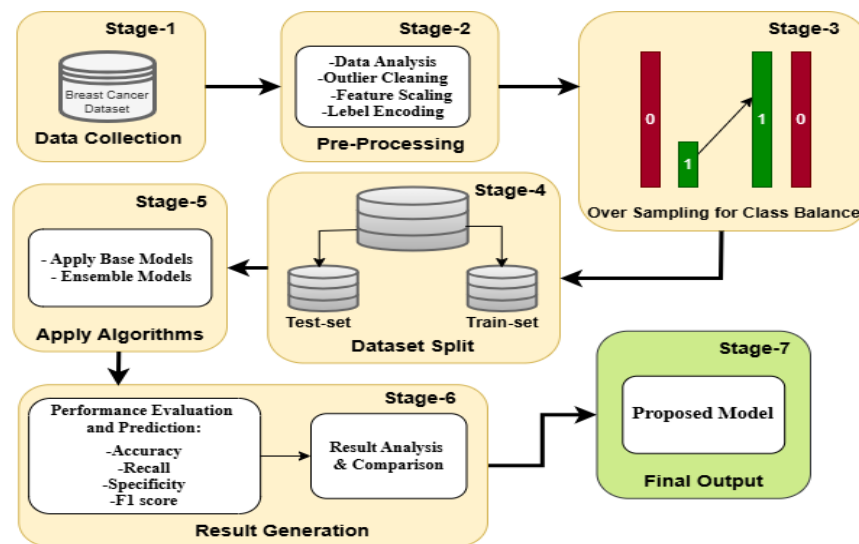 Stage-1
Breast Cancer
Dataset
Data Collection
Stage-2
-Data Analysis
-Outlier Cleaning
-Feature Scaling
-Lebel Encoding
Pre-Processing
Stage-3
0
1
1
0
Over Sampling for Class Balance
Stage-4
Test-set
Train-set
Dataset Split
Stage-5
- Apply Base Models
- Ensemble Models
Apply Algorithms
Stage-6
Performance Evaluation
and Prediction:
-Accuracy
-Recall
-Specificity
-F1 score
Result Analysis
& Comparison
Result Generation
Stage-7
Proposed Model
Final Output